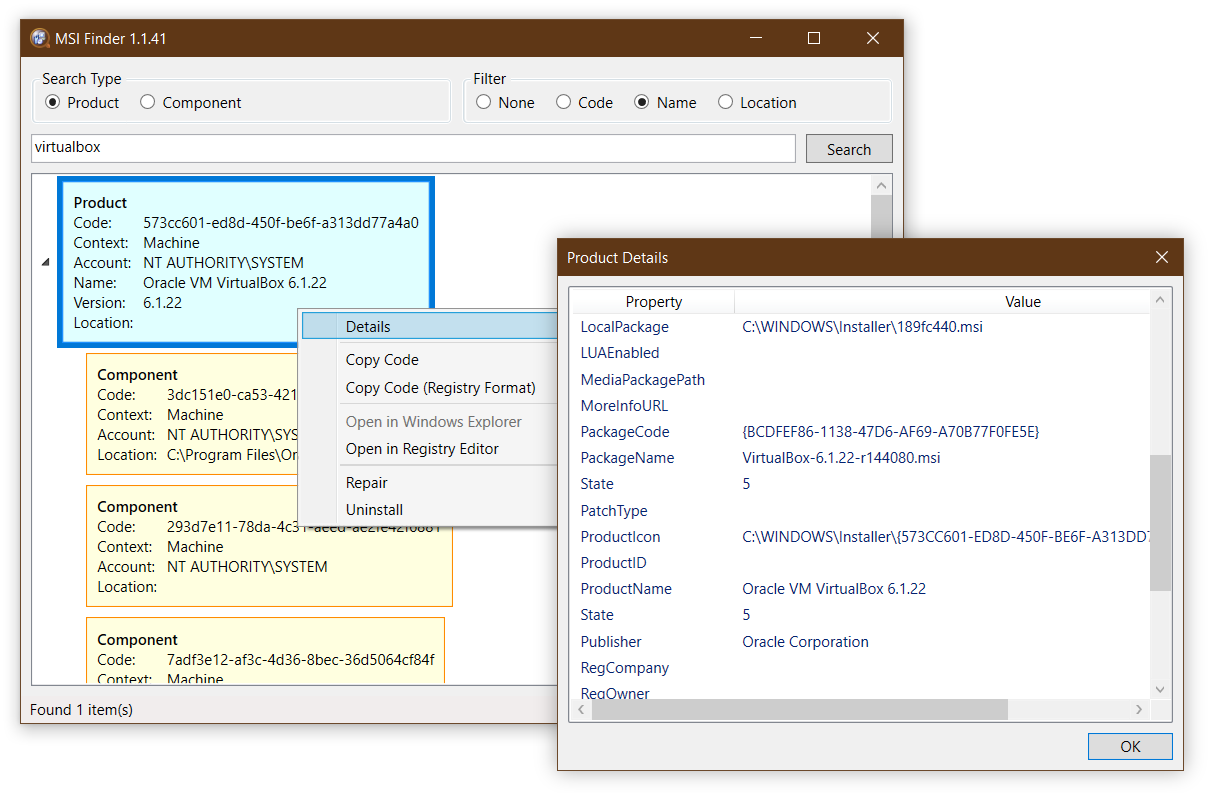 MSI Finder 1.1.41
Search Type
Product Component
Filter
None Code Name Location
virtualbox
Search
Product
Code: 573cc601-ed8d-450f-be6f-a313dd77a4a0
Context: Machine
Account: NT AUTHORITY\SYSTEM
Name: Oracle VM VirtualBox 6.1.22
Version: 6.1.22
Location:
Component
Code: 3dc151e0-ca53-421
Context: Machine
Account: NT AUTHORITY\SYS
Location: C:\Program Files\Or
Component
Code: 293d7e11-78da-4c31-aeed-ae2fe42f6881
Context: Machine
Account: NT AUTHORITY\SYSTEM
Location:
Component
Code: 7adf3e12-af3c-4d36-8bec-36d5064cf84f
Context: Machine
Found 1 item(s)
Details
Copy Code
Copy Code (Registry Format)
Open in Windows Explorer
Open in Registry Editor
Repair
Uninstall
Product Details
Property Value
LocalPackage C:\WINDOWS\Installer\189fc440.msi
LUAEnabled
MediaPackagePath
MoreInfoURL
PackageCode {BCDFEF86-1138-47D6-AF69-A70B77F0FE5E}
PackageName VirtualBox-6.1.22-r144080.msi
State 5
PatchType
ProductIcon C:\WINDOWS\Installer\{573CC601-ED8D-450F-BE6F-A313DD7
ProductID
ProductName Oracle VM VirtualBox 6.1.22
State 5
Publisher Oracle Corporation
RegCompany
RegOwner
OK